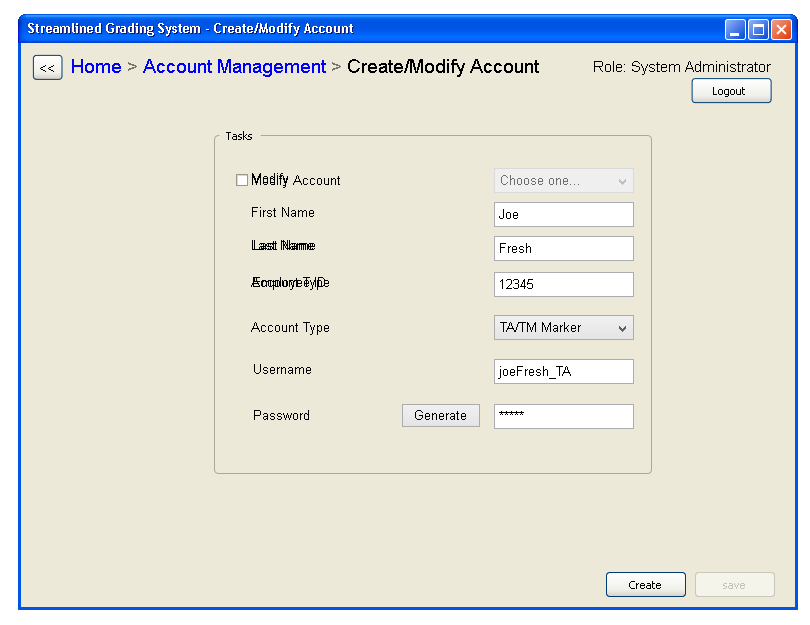 Streamlined Grading System - Create/Modify Account
<< Home > Account Management > Create/Modify Account
Role: System Administrator
Logout
Tasks
Modify Account Choose one...
First Name Joe
Last Name Fresh
12345
Account Type TA/TM Marker
Username joeFresh_TA
Password Generate *****
Create save